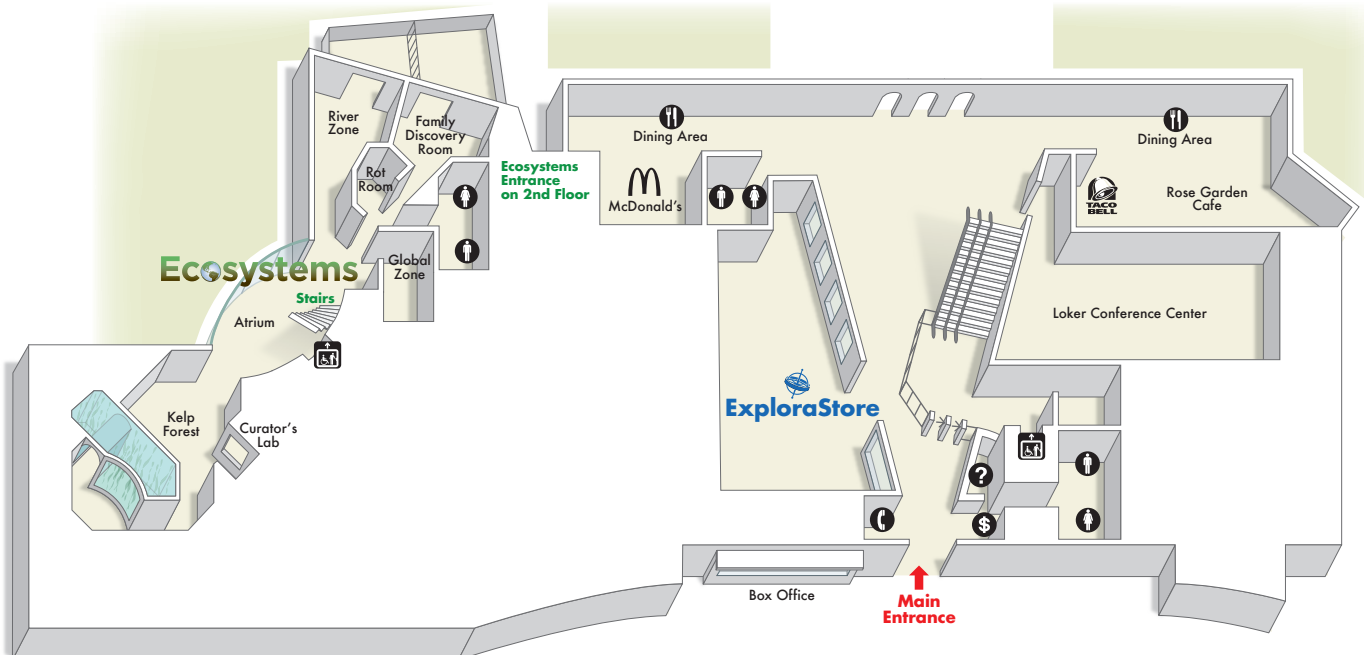 River
Zone
Family
Discovery
Room
Rot
Room
Ecosystems
Entrance
on 2nd Floor
Dining Area
McDonald's
Dining Area
TACO
BELL
Rose Garden
Cafe
Ecosystems
Global
Zone
Stairs
Atrium
Loker Conference Center
Kelp
Forest
Curator's
Lab
ExploraStore
?
$
Box Office
Main
Entrance